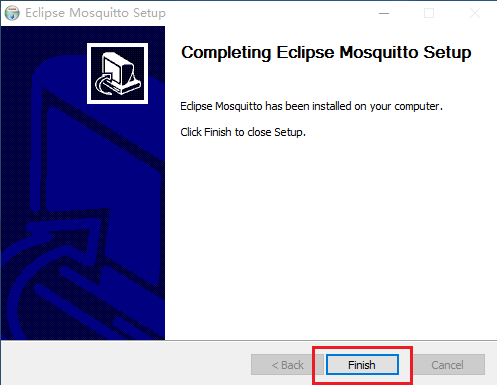 Eclipse Mosquitto Setup
Completing Eclipse Mosquitto Setup
Eclipse Mosquitto has been installed on your computer.
Click Finish to close Setup.
< Back
Finish
Cancel